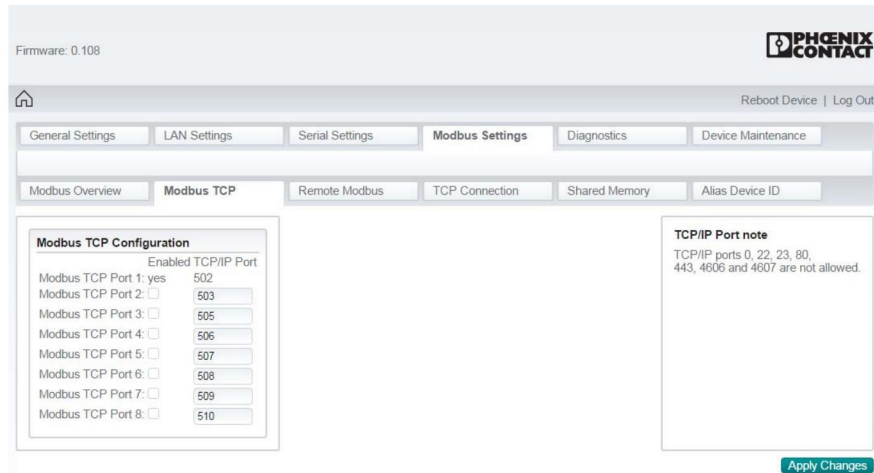 Firmware: 0.108
PHŒNIX
CONTACT
Reboot Device | Log Out
General Settings LAN Settings Serial Settings Modbus Settings Diagnostics Device Maintenance
Modbus Overview Modbus TCP Remote Modbus TCP Connection Shared Memory Alias Device ID
Modbus TCP Configuration
Enabled TCP/IP Port
Modbus TCP Port 1: yes 502
Modbus TCP Port 2: 503
Modbus TCP Port 3: 505
Modbus TCP Port 4: 506
Modbus TCP Port 5: 507
Modbus TCP Port 6: 508
Modbus TCP Port 7: 509
Modbus TCP Port 8: 510
TCP/IP Port note
TCP/IP ports 0, 22, 23, 80,
443, 4606 and 4607 are not allowed.
Apply Changes